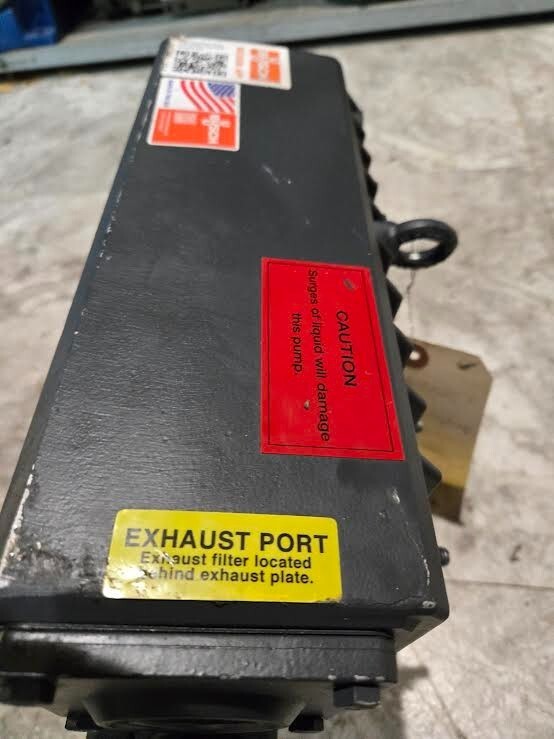 CAUTION
Surges of liquid will damage
this pump.
EXHAUST PORT
Exhaust filter located
behind exhaust plate.